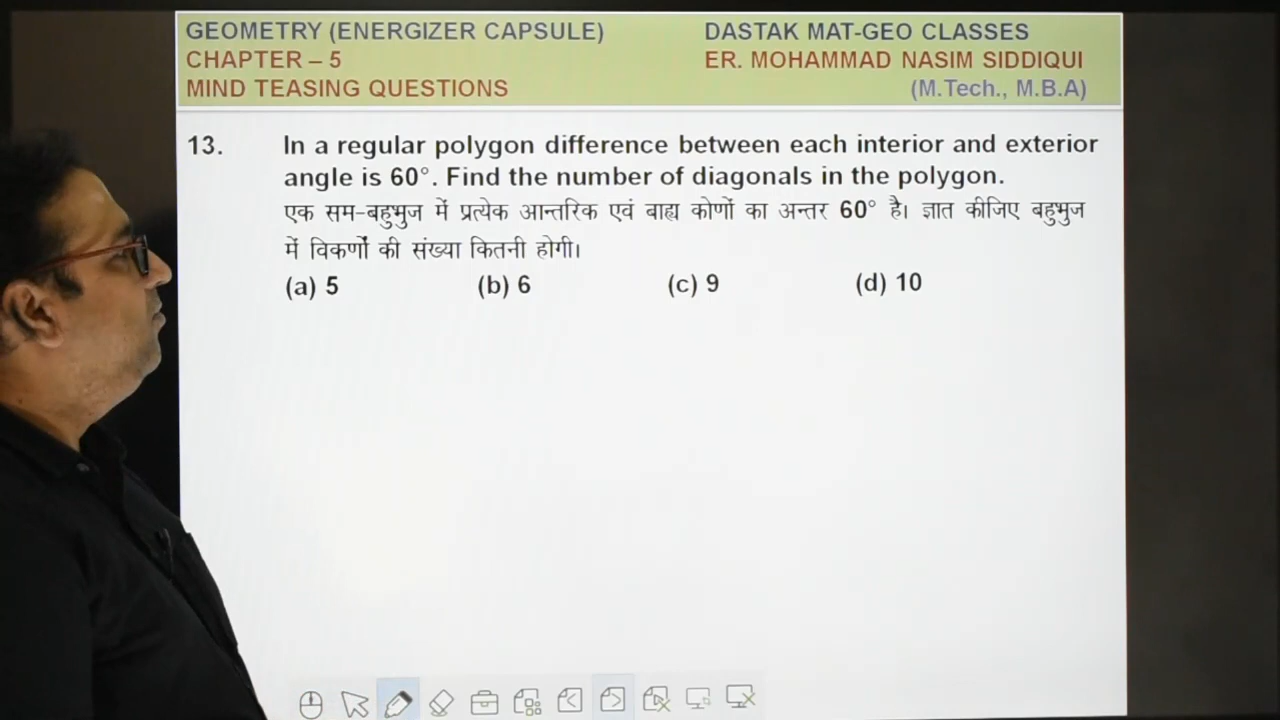 GEOMETRY (ENERGIZER CAPSULE) DASTAK MAT-GEO CLASSES
CHAPTER – 5 ER. MOHAMMAD NASIM SIDDIQUI
MIND TEASING QUESTIONS (M.Tech., M.B.A)
13. In a regular polygon difference between each interior and exterior
angle is 60°. Find the number of diagonals in the polygon.
एक सम-बहुभुज में प्रत्येक आन्तरिक एवं बाह्य कोणों का अन्तर 60° है। ज्ञात कीजिए बहुभुज
में विकर्णों की संख्या कितनी होगी।
(a) 5 (b) 6 (c) 9 (d) 10